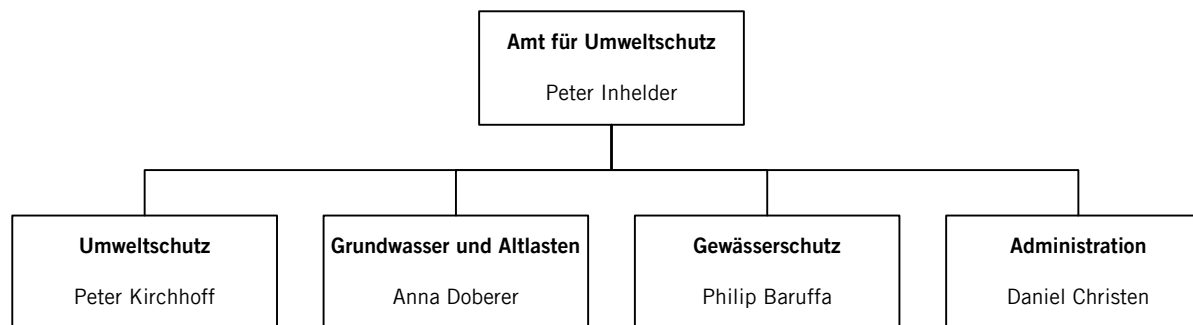 Amt für Umweltschutz
Peter Inhelder
Umweltschutz
Peter Kirchhoff
Grundwasser und Altlasten
Anna Doberer
Gewässerschutz
Philip Baruffa
Administration
Daniel Christen